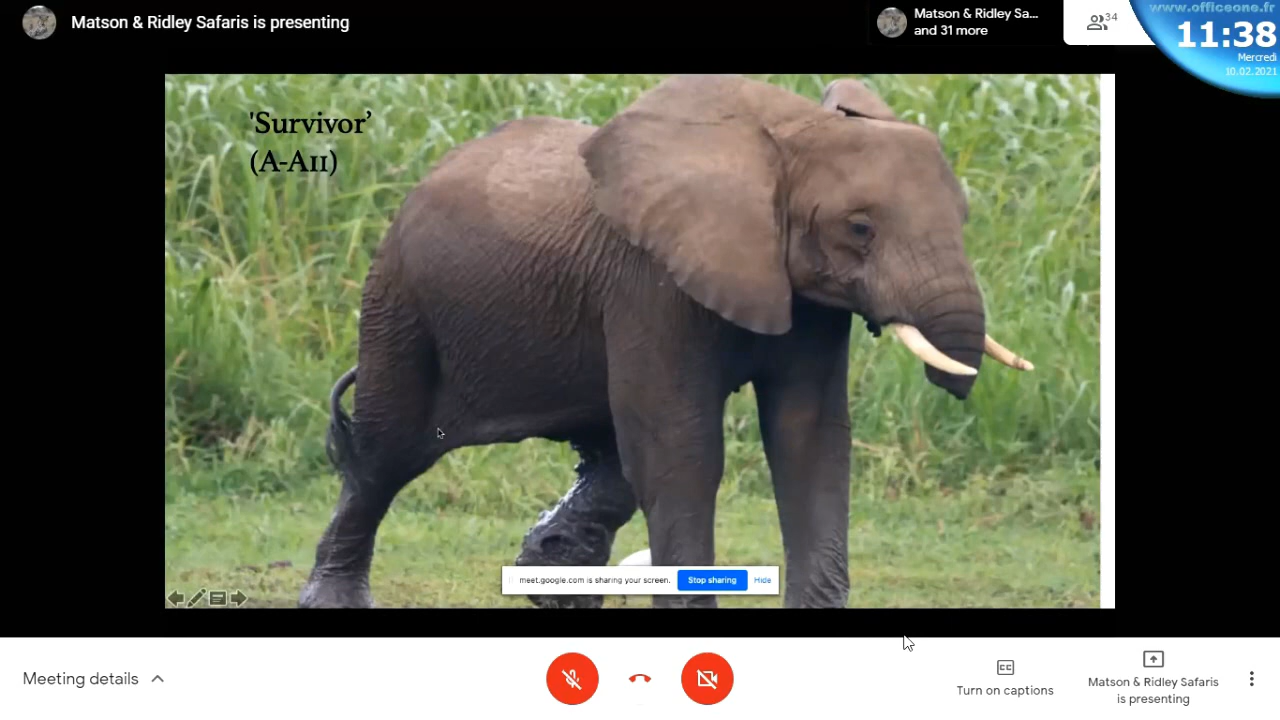 Matson & Ridley Safaris is presenting
Matson & Ridley Sa...
and 31 more
34
www.officeone.fr
11:38
Mercredi
10.02.2021
'Survivor’
(A-A11)
meet.google.com is sharing your screen.
Stop sharing
Hide
Meeting details
CC
Turn on captions
Matson & Ridley Safaris
is presenting